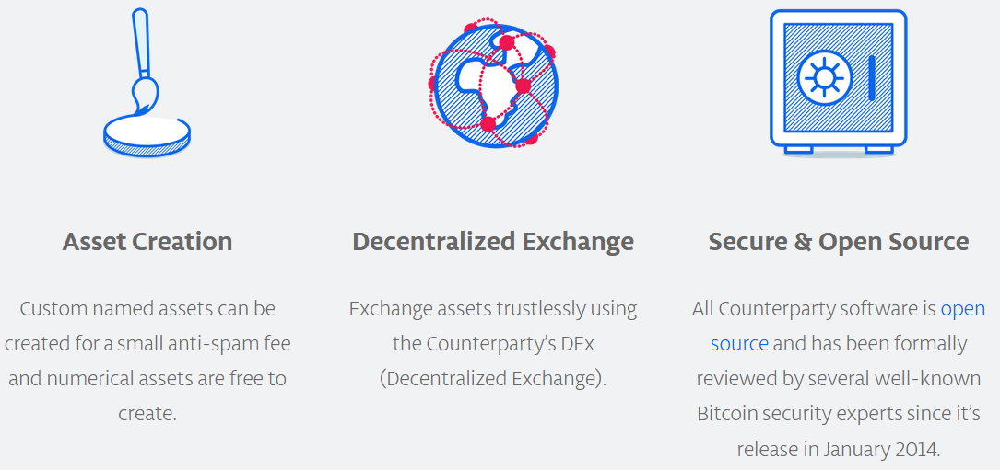 Asset Creation
Custom named assets can be
created for a small anti-spam fee
and numerical assets are free to
create.
Decentralized Exchange
Exchange assets trustlessly using
the Counterparty’s DEx
(Decentralized Exchange).
Secure & Open Source
All Counterparty software is open
source and has been formally
reviewed by several well-known
Bitcoin security experts since it’s
release in January 2014.